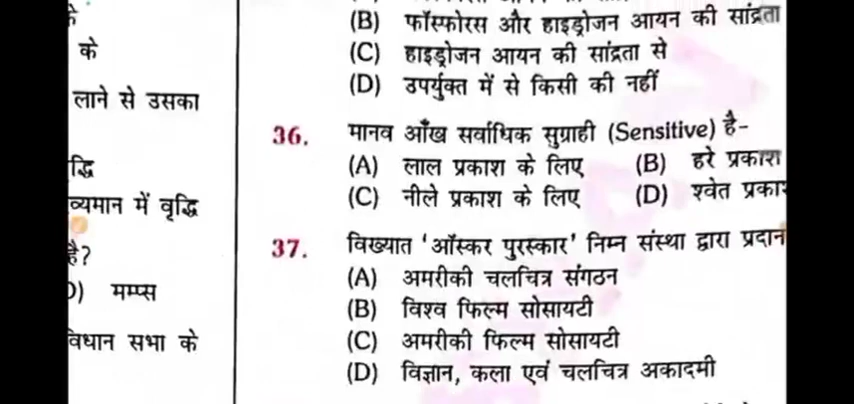 के
लाने से उसका
द्धि
व्यमान में वृद्धि
है?
D) मम्प्स
विधान सभा के
(B) फॉस्फोरस और हाइड्रोजन आयन की सांद्रता
(C) हाइड्रोजन आयन की सांद्रता से
(D) उपर्युक्त में से किसी की नहीं
36. मानव आँख सर्वाधिक सुग्राही (Sensitive) है-
(A) लाल प्रकाश के लिए (B) हरे प्रकाश
(C) नीले प्रकाश के लिए (D) श्वेत
37. विख्यात 'ऑस्कर पुरस्कार' निम्न संस्था द्वारा प्रदान
(A) अमरीकी चलचित्र संगठन
(B) विश्व फिल्म सोसायटी
(C) अमरीकी फिल्म सोसायटी
(D) विज्ञान, कला एवं चलचित्र अकादमी